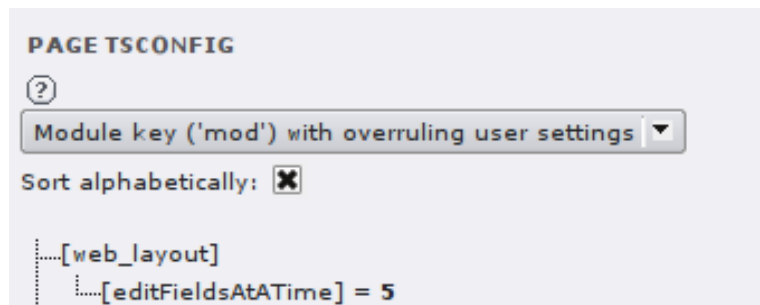 PAGE TSCONFIG
?
Module key ('mod') with overruling user settings
Sort alphabetically:
[web_layout]
[editFieldsAtATime] = 5